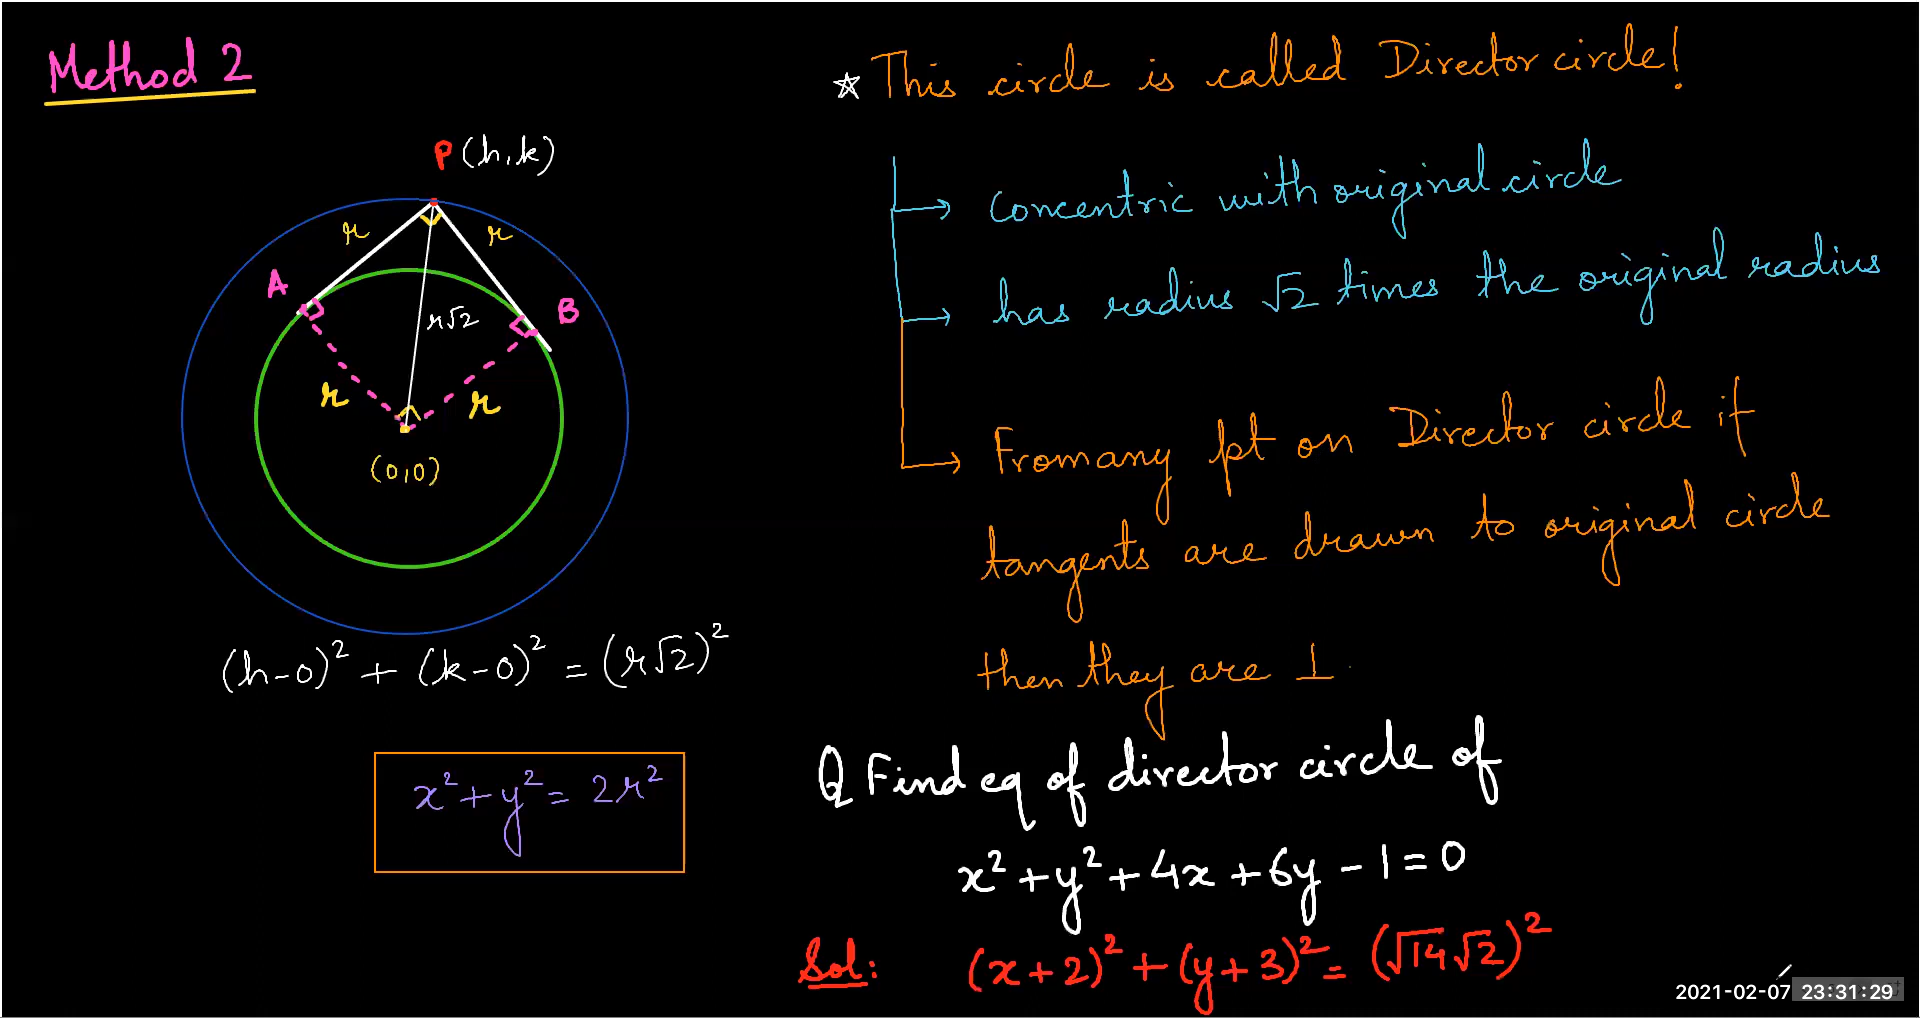 Method 2
P(h,k)
r r
A B
r√2
r r
(0,0)
(h-0)² + (k-0)² = (r√2)²
x² + y² = 2r²
☆ This circle is called Director circle!
→ Concentric with original circle
→ has radius √2 times the original radius
→ From any pt on Director circle if
tangents are drawn to original circle
then they are ⊥
Q Find eq of director circle of
x² + y² + 4x + 6y - 1 = 0
Sol: (x+2)² + (y+3)² = (√14√2)²
2021-02-07 23:31:29